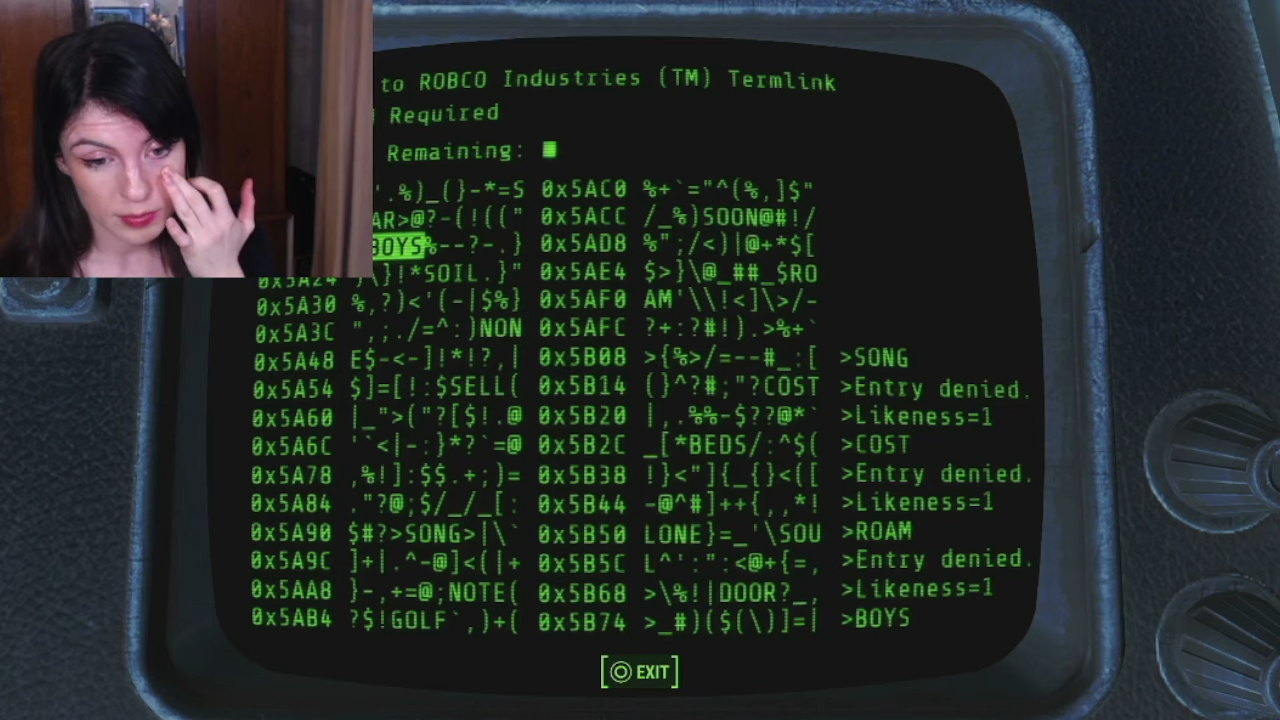 to ROBCO Industries (TM) Termlink
Required
Remaining: ■
'.%)_(}-*=S 0x5AC0 %+`="^(%,]$"
AR>@?-(!((" 0x5ACC /_%)SOON@#!/
BOYS%--?-.} 0x5AD8 %";/<)|@+*$[
0x5A24 )\}!*SOIL.}" 0x5AE4 $>}\@_##_$RO
0x5A30 %,?)<'(-|$%} 0x5AF0 AM'\\!<]\>/-
0x5A3C ",;./=^:)NON 0x5AFC ?+:?#!).>%+`
0x5A48 E$-<-]!*!?,| 0x5B08 >{%>/=--#_:[ >SONG
0x5A54 $]=[!:$SELL( 0x5B14 (}^?#;"?COST >Entry denied.
0x5A60 |_">("?[$!.@ 0x5B20 |,.%%-$??@*` >Likeness=1
0x5A6C '`<|-:}*?`=@ 0x5B2C _[*BEDS/:^$( >COST
0x5A78 ,%!]:$$.+;)= 0x5B38 !}<"]{_{}<([ >Entry denied.
0x5A84 ."?@;$/_/_[: 0x5B44 -@^#]++{,,*! >Likeness=1
0x5A90 $#?>SONG>|\` 0x5B50 LONE}=_'\SOU >ROAM
0x5A9C ]+|.^-@]<(|+ 0x5B5C L^':":<@+{=, >Entry denied.
0x5AA8 }-,+=@;NOTE( 0x5B68 >\%!|DOOR?_, >Likeness=1
0x5AB4 ?$!GOLF`,)+( 0x5B74 >_#)($(\)]=| >BOYS
EXIT